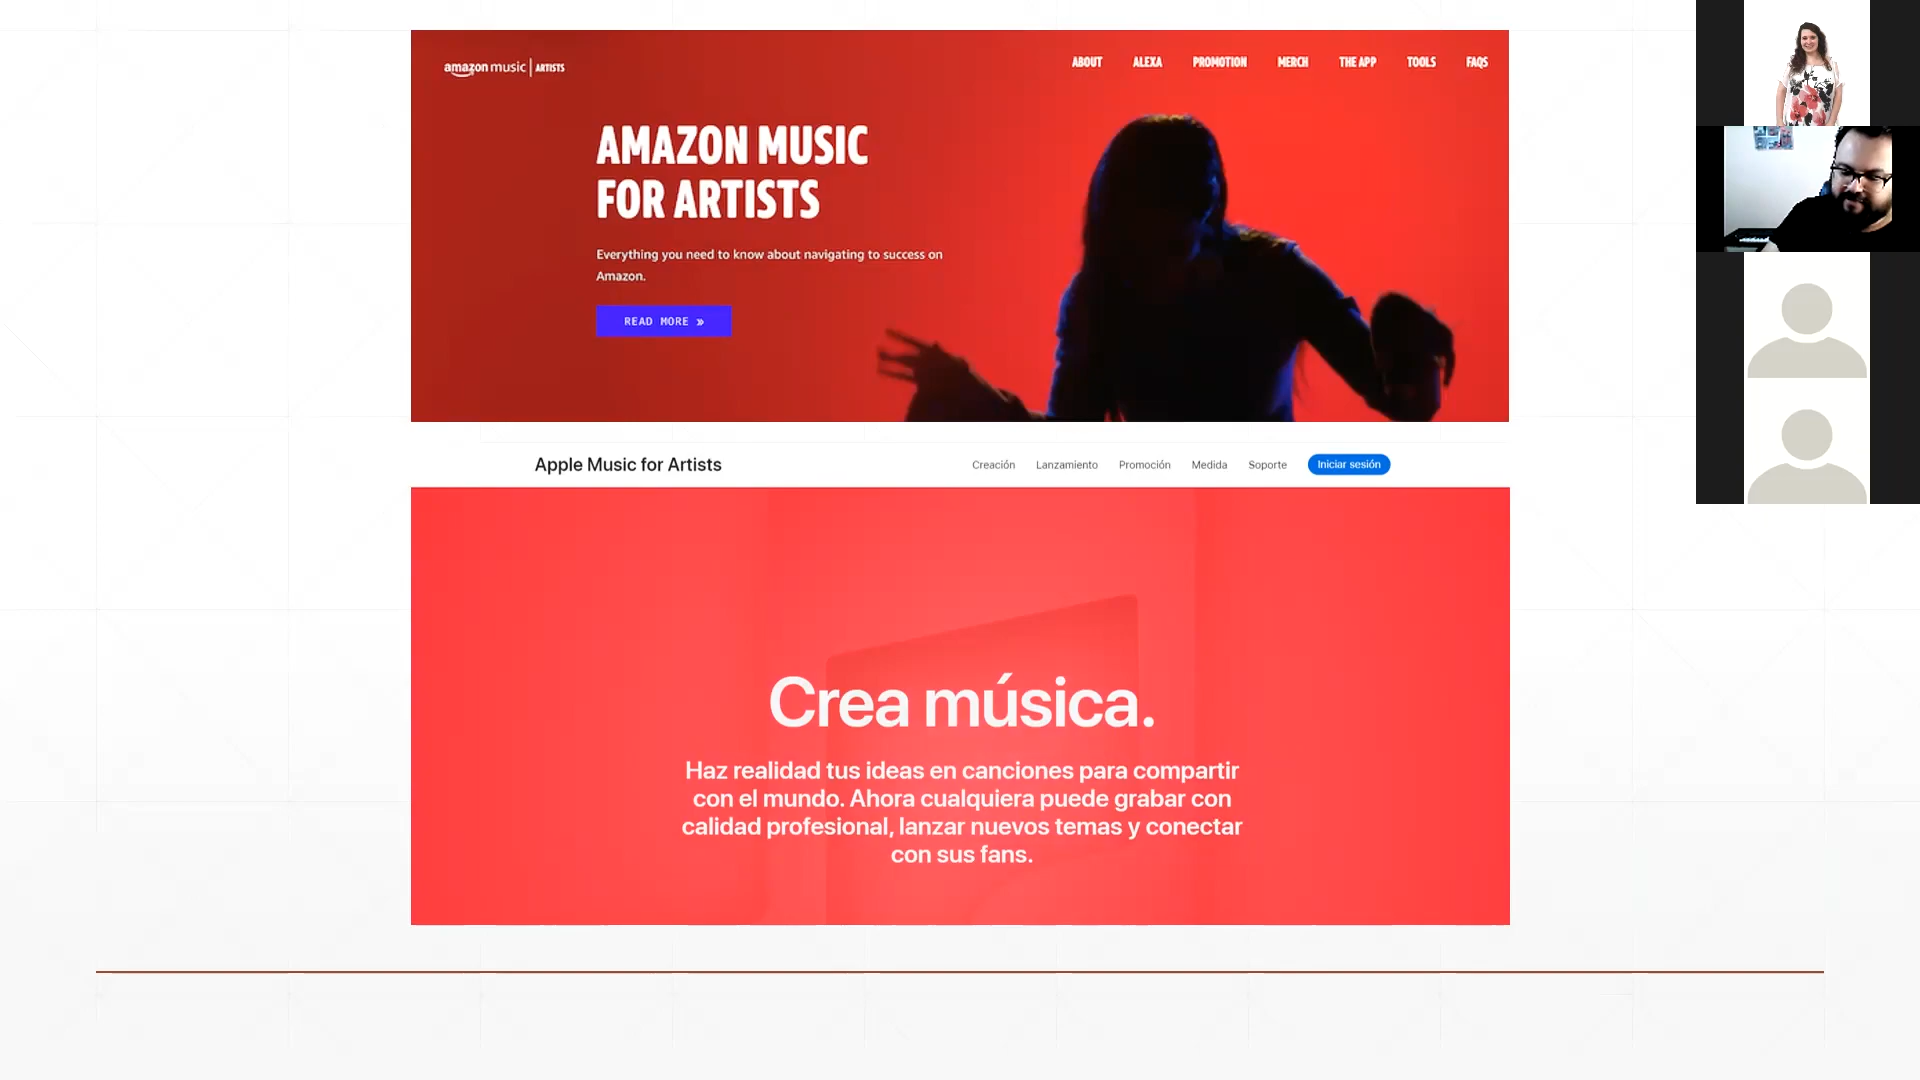 amazon music | ARTISTS
ABOUT ALEXA PROMOTION MERCH THE APP TOOLS FAQS
AMAZON MUSIC
FOR ARTISTS
Everything you need to know about navigating to success on
Amazon.
READ MORE »
Apple Music for Artists
Creación Lanzamiento Promoción Medida Soporte Iniciar sesión
Crea música.
Haz realidad tus ideas en canciones para compartir
con el mundo. Ahora cualquiera puede grabar con
calidad profesional, lanzar nuevos temas y conectar
con sus fans.